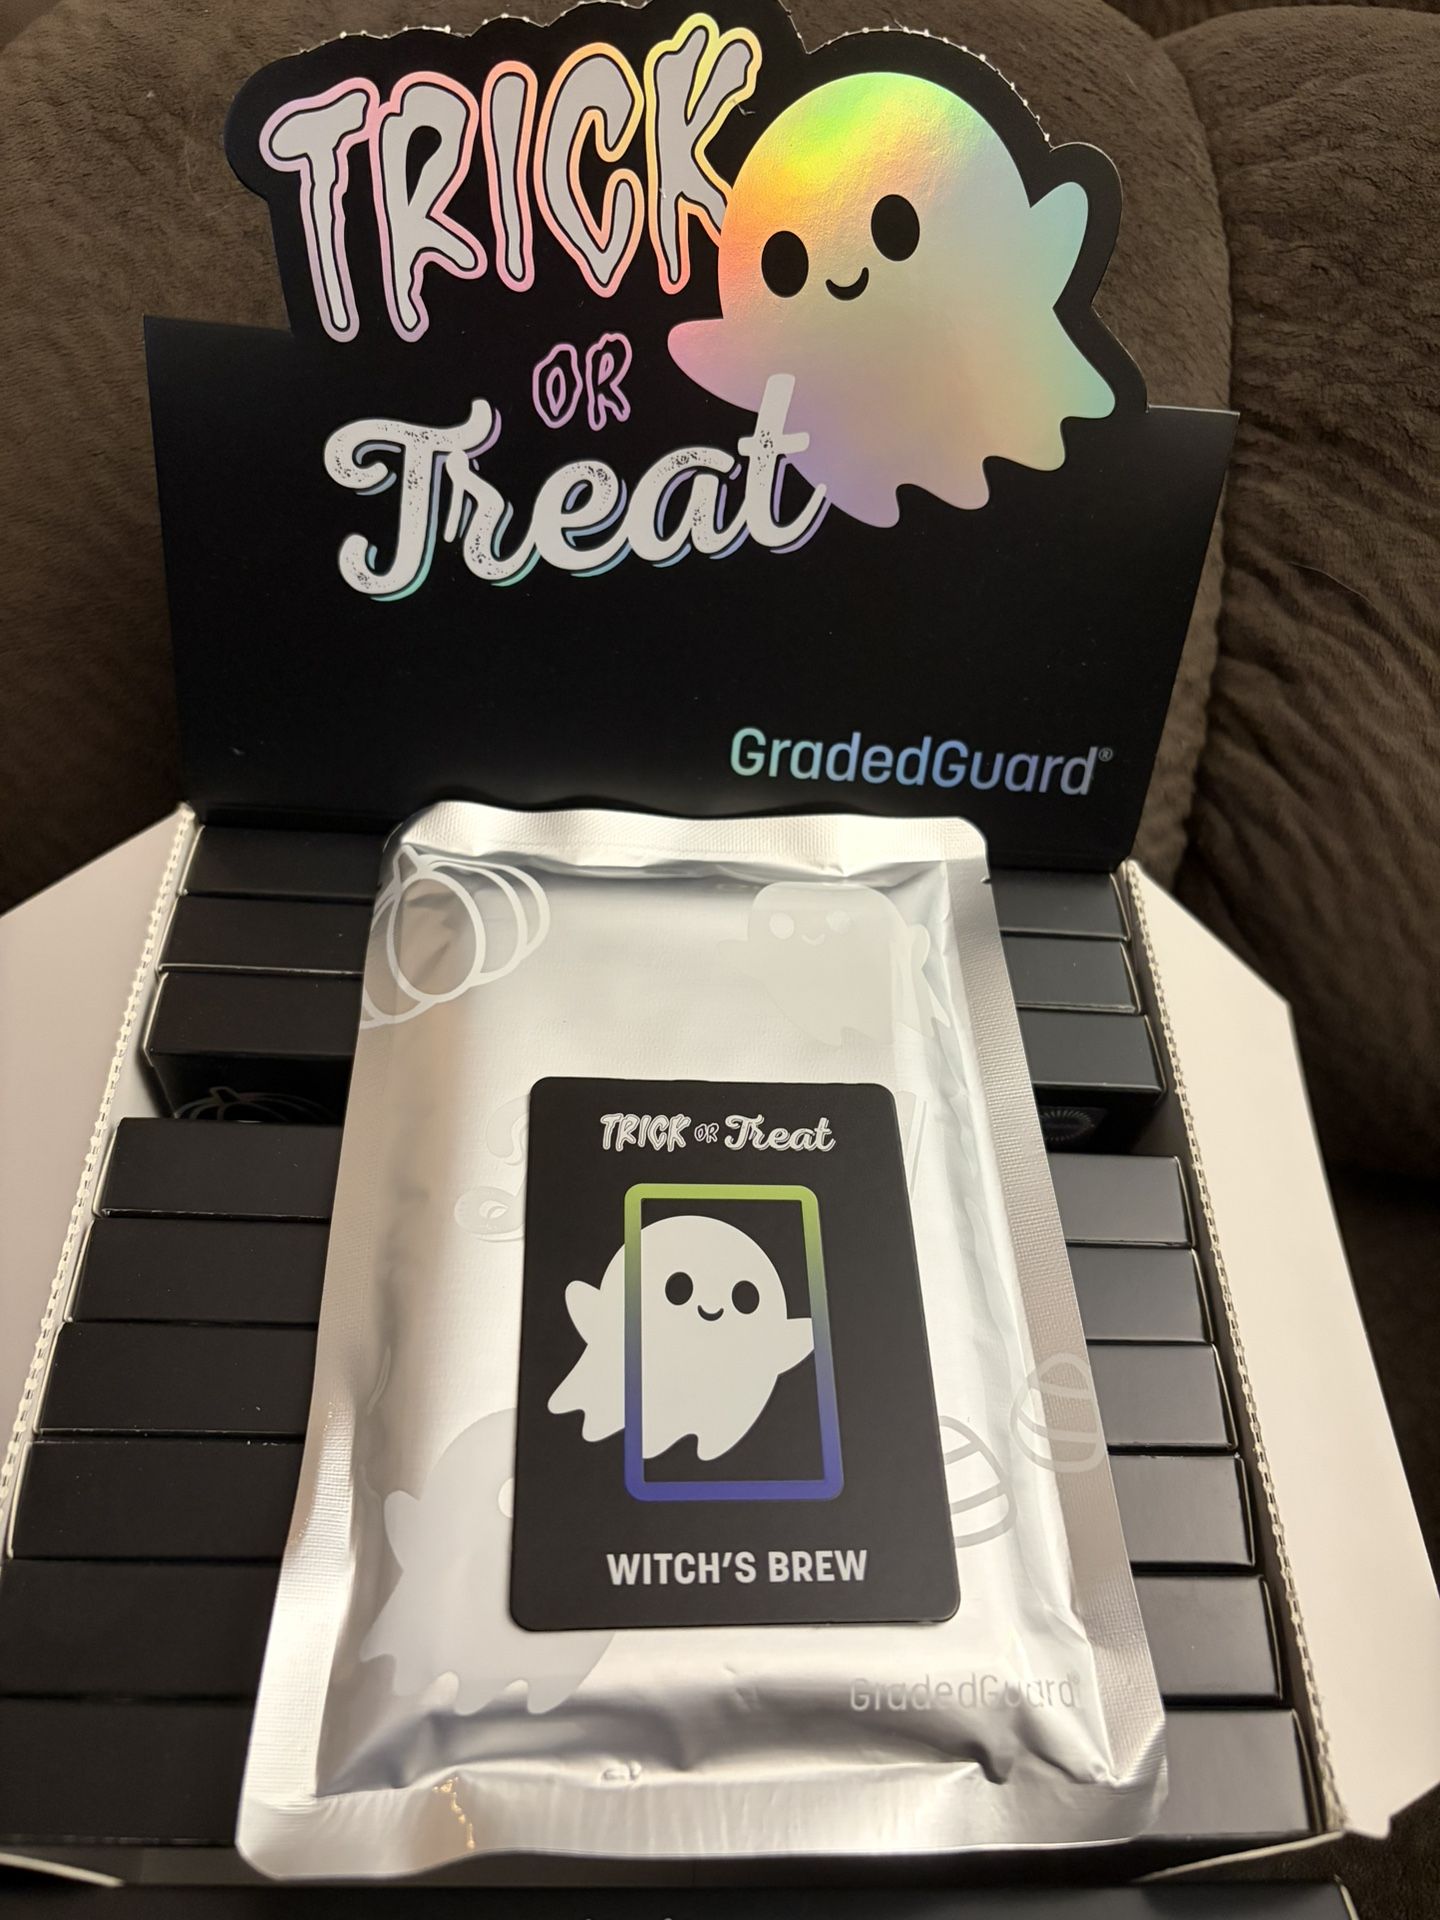 TRICK
OR
Treat
GradedGuard®
TRICK OR Treat
WITCH'S BREW
GradedGuard®